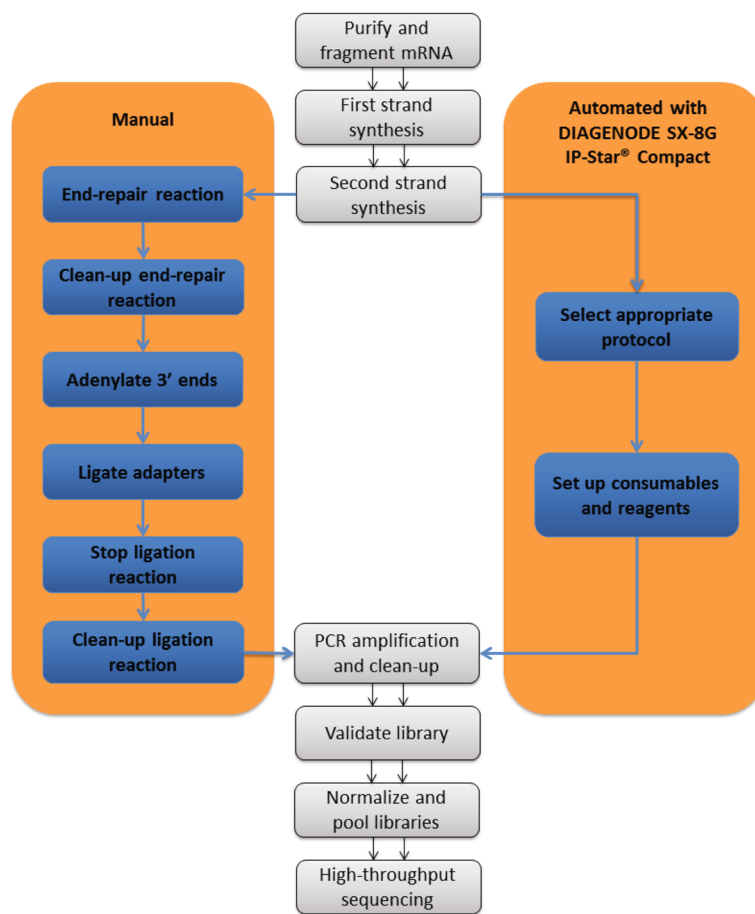 Purify and
fragment mRNA
First strand
synthesis
Second strand
synthesis
Manual
End-repair reaction
Clean-up end-repair
reaction
Adenylate 3’ ends
Ligate adapters
Stop ligation
reaction
Clean-up ligation
reaction
Automated with
DIAGENODE SX-8G
IP-Star® Compact
Select appropriate
protocol
Set up consumables
and reagents
PCR amplification
and clean-up
Validate library
Normalize and
pool libraries
High-throughput
sequencing